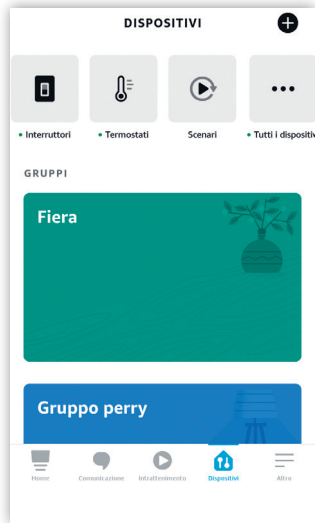 DISPOSITIVI
Interruttori
Termostati
Scenari
Tutti i dispositiv
GRUPPI
Fiera
Gruppo perry
Home
Comunicazione
Intrattenimento
Dispositivi
Altro